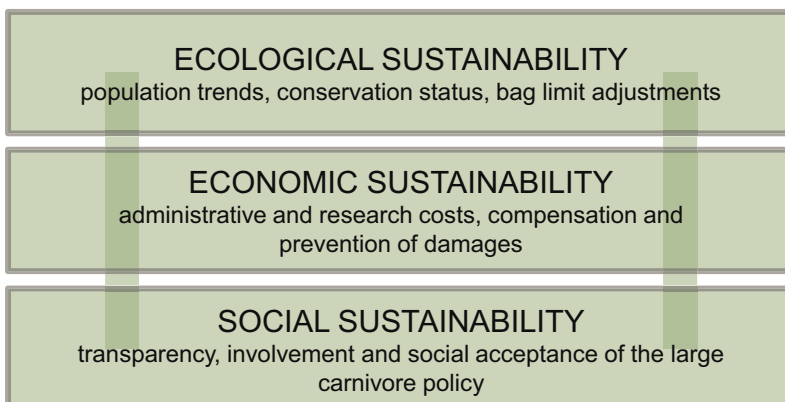 ECOLOGICAL SUSTAINABILITY
population trends, conservation status, bag limit adjustments
ECONOMIC SUSTAINABILITY
administrative and research costs, compensation and
prevention of damages
SOCIAL SUSTAINABILITY
transparency, involvement and social acceptance of the large
carnivore policy